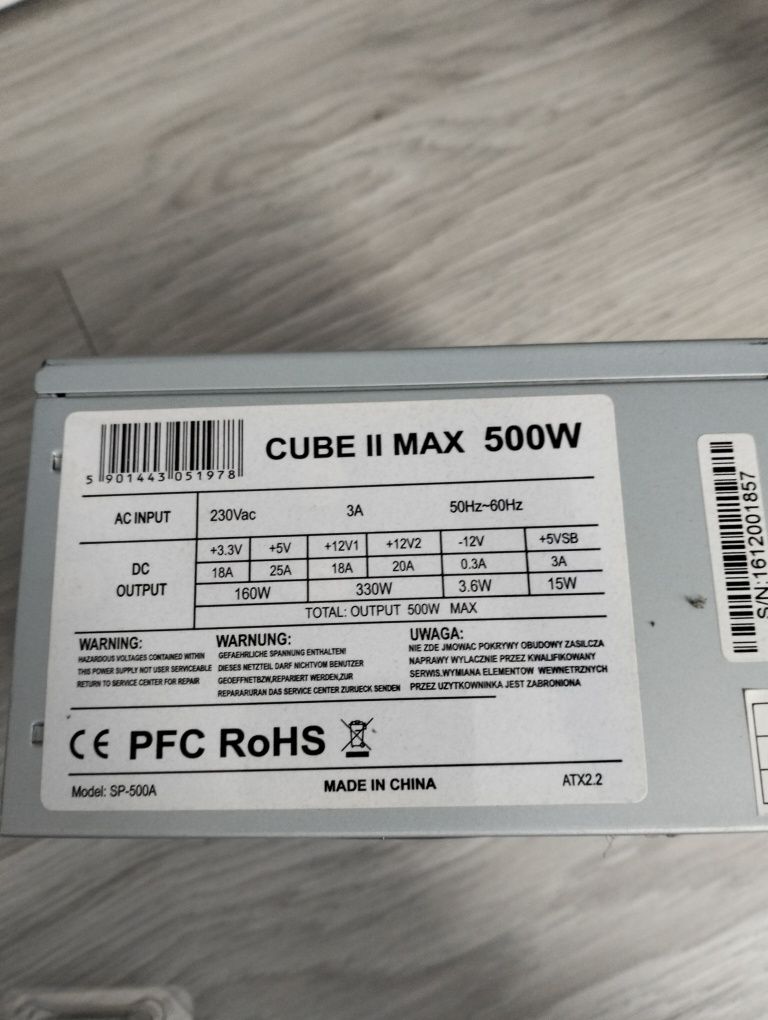 CUBE II MAX 500W
5 901443 051978
AC INPUT 230Vac 3A 50Hz~60Hz
DC OUTPUT
+3.3V +5V +12V1 +12V2 -12V +5VSB
18A 25A 18A 20A 0.3A 3A
160W 330W 3.6W 15W
TOTAL: OUTPUT 500W MAX
WARNING:
HAZARDOUS VOLTAGES CONTAINED WITHIN
THIS POWER SUPPLY NOT USER SERVICEABLE
RETURN TO SERVICE CENTER FOR REPAIR
WARNUNG:
GEFAEHRLICHE SPANNUNG ENTHALTEN!
DIESES NETZTEIL DARF NICHTVOM BENUTZER
GEOEFFNETBZW,REPARIERT WERDEN,ZUR
REPARARURAN DAS SERVICE CENTER ZURUECK SENDEN
UWAGA:
NIE ZDE JMOWAC POKRYWY OBUDOWY ZASILCZA
NAPRAWY WYLACZNIE PRZEZ KWALIFIKOWANY
SERWIS.WYMIANA ELEMENTOW WEWNETRZNYCH
PRZEZ UZYTKOWNINKA JEST ZABRONIONA
CE PFC RoHS
Model: SP-500A
MADE IN CHINA
ATX2.2
S/N:1612001857